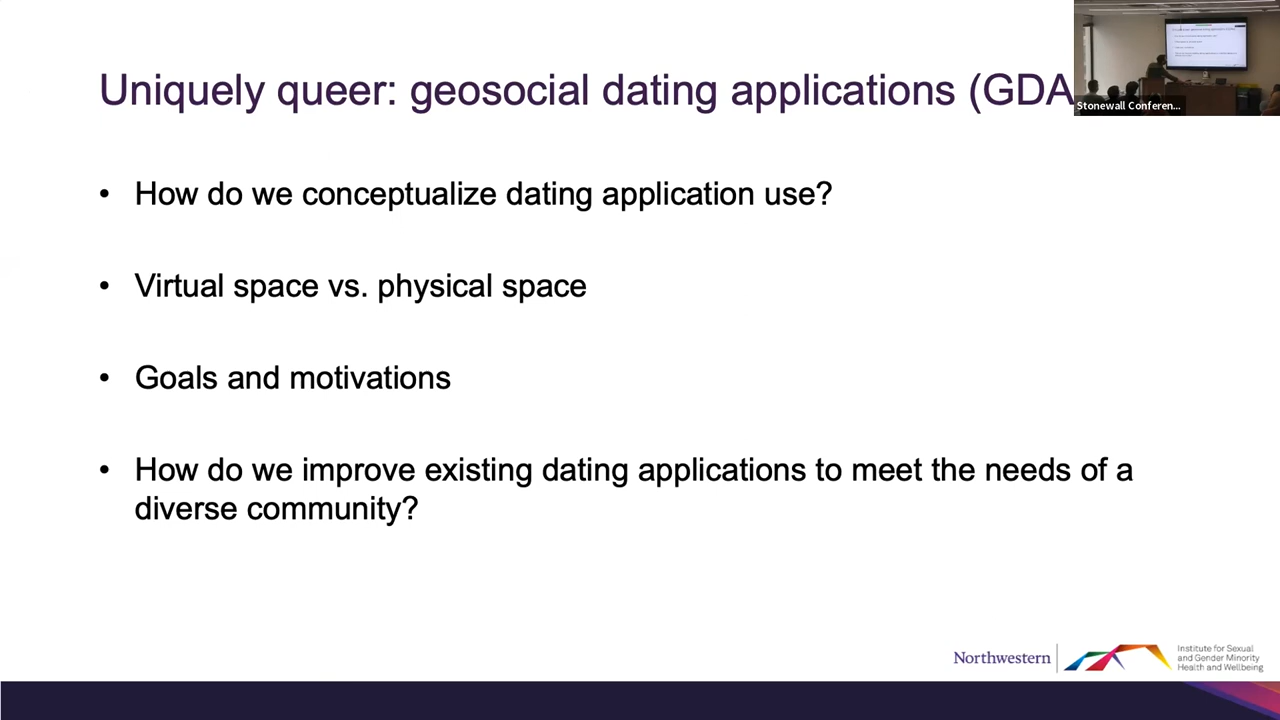 Uniquely queer: geosocial dating applications (GDA
Stonewall Conferen...
• How do we conceptualize dating application use?
• Virtual space vs. physical space
• Goals and motivations
• How do we improve existing dating applications to meet the needs of a
diverse community?
Northwestern
Institute for Sexual
and Gender Minority
Health and Wellbeing